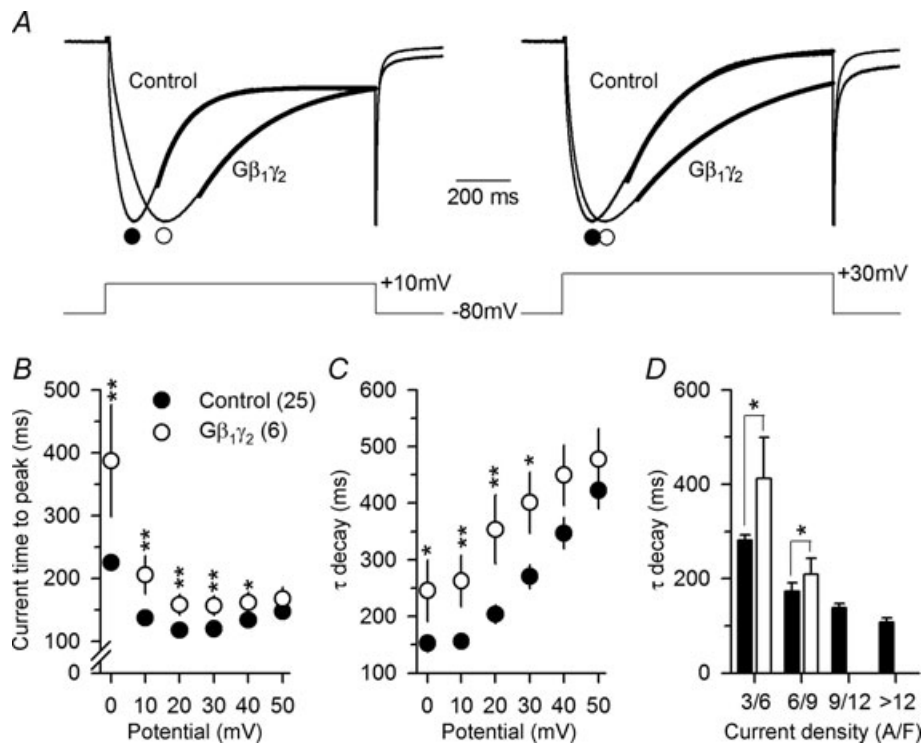 A
Control
Gβ₁γ₂
200 ms
Control
Gβ₁γ₂
+10mV
-80mV
+30mV
B
Current time to peak (ms)
500
400
300
250
200
150
100
0
**
**
**
**
*
Control (25)
Gβ₁γ₂ (6)
0 10 20 30 40 50
Potential (mV)
C
τ decay (ms)
600
500
400
300
200
100
*
**
**
*
0 10 20 30 40 50
Potential (mV)
D
τ decay (ms)
600
400
200
0
*
*
3/6 6/9 9/12 >12
Current density (A/F)